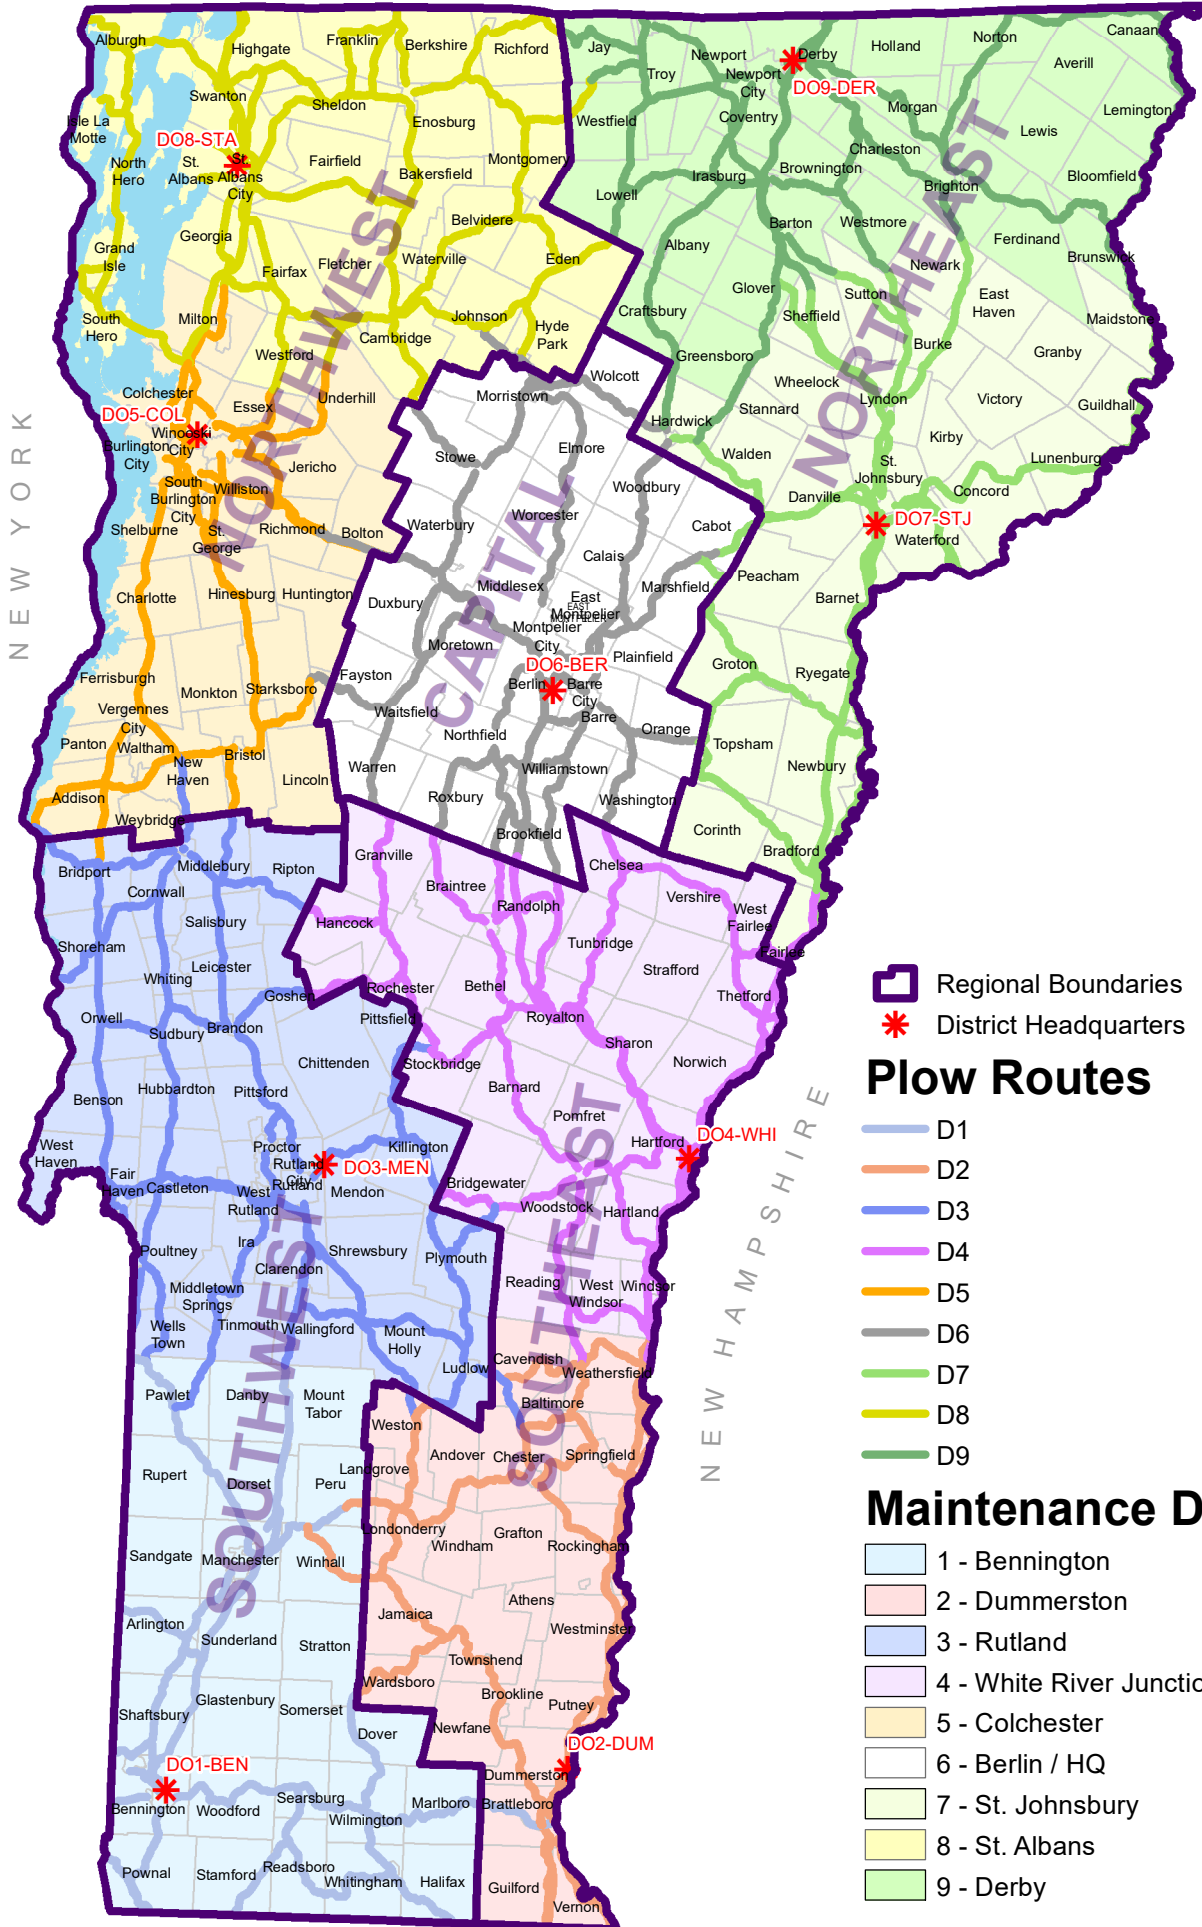 Alburgh
Highgate
Franklin
Berkshire
Richford
Jay
Troy
Newport
Newport
City
Derby
DO9-DER
Holland
Norton
Canaan
Averill
Swanton
Sheldon
Enosburg
Isle La
Motte
DO8-STA
North
Hero
St.
Albans
St.
Albans
City
Fairfield
Bakersfield
Montgomery
Westfield
Coventry
Morgan
Lewis
Lemington
Charleston
Brownington
Irasburg
Lowell
Brighton
Bloomfield
Belvidere
Georgia
Grand
Isle
Fairfax
Fletcher
Waterville
Eden
Albany
Barton
Westmore
Newark
Ferdinand
Brunswick
South
Hero
Milton
Johnson
Hyde
Park
Cambridge
Westford
Craftsbury
Glover
Sutton
Sheffield
East
Haven
Maidstone
Greensboro
Burke
Granby
NORTHWEST
NORTHEAST
Colchester
DO5-COL
Winooski
City
Burlington
City
Essex
Underhill
Jericho
South
Burlington
City
Williston
Shelburne
St.
George
Richmond
Bolton
Morristown
Wolcott
Stowe
Elmore
Woodbury
Waterbury
Worcester
Cabot
Calais
Wheelock
Stannard
Lyndon
Victory
Guildhall
Hardwick
Kirby
Walden
St.
Johnsbury
Lunenburg
Danville
Concord
DO7-STJ
Waterford
NEW YORK
CAPITAL
Charlotte
Hinesburg
Huntington
Duxbury
Middlesex
East
Montpelier
EAST
MONTPELIER
Marshfield
Peacham
Barnet
Montpelier
City
Moretown
DO6-BER
Plainfield
Berlin
Barre
City
Barre
Groton
Ryegate
Ferrisburgh
Monkton
Starksboro
Fayston
Vergennes
City
Waitsfield
Northfield
Orange
Topsham
Panton
Waltham
New
Haven
Bristol
Lincoln
Warren
Williamstown
Newbury
Addison
Weybridge
Roxbury
Washington
Brookfield
Corinth
Bradford
Bridport
Middlebury
Ripton
Granville
Chelsea
Cornwall
Braintree
Randolph
Vershire
West
Fairlee
Fairlee
Salisbury
Hancock
Shoreham
Tunbridge
Strafford
Whiting
Leicester
Goshen
Rochester
Bethel
Thetford
Orwell
Sudbury
Brandon
Pittsfield
Royalton
Sharon
Chittenden
Stockbridge
Norwich
Hubbardton
Pittsford
Barnard
Benson
Pomfret
West
Haven
Proctor
Rutland
City
Rutland
DO3-MEN
Killington
Hartford
DO4-WHI
Fair
Haven
Castleton
West
Rutland
Mendon
Bridgewater
Woodstock
Hartland
Poultney
Ira
Shrewsbury
Plymouth
Clarendon
Middletown
Springs
Reading
West
Windsor
Windsor
Wells
Town
Tinmouth
Wallingford
Mount
Holly
Ludlow
Cavendish
Weathersfield
Pawlet
Danby
Mount
Tabor
Baltimore
Weston
Andover
Chester
Springfield
Rupert
Dorset
Peru
Landgrove
Londonderry
Windham
Grafton
Rockingham
Sandgate
Manchester
Winhall
SOUTHWEST
SOUTHEAST
NEW HAMPSHIRE
Jamaica
Athens
Westminster
Arlington
Sunderland
Stratton
Townshend
Wardsboro
Brookline
Putney
Glastenbury
Somerset
Shaftsbury
Dover
Newfane
DO2-DUM
DO1-BEN
Dummerston
Bennington
Woodford
Searsburg
Wilmington
Marlboro
Brattleboro
Pownal
Stamford
Readsboro
Whitingham
Halifax
Guilford
Vernon
Regional Boundaries
District Headquarters
Plow Routes
D1
D2
D3
D4
D5
D6
D7
D8
D9
Maintenance D
1 - Bennington
2 - Dummerston
3 - Rutland
4 - White River Junctio
5 - Colchester
6 - Berlin / HQ
7 - St. Johnsbury
8 - St. Albans
9 - Derby